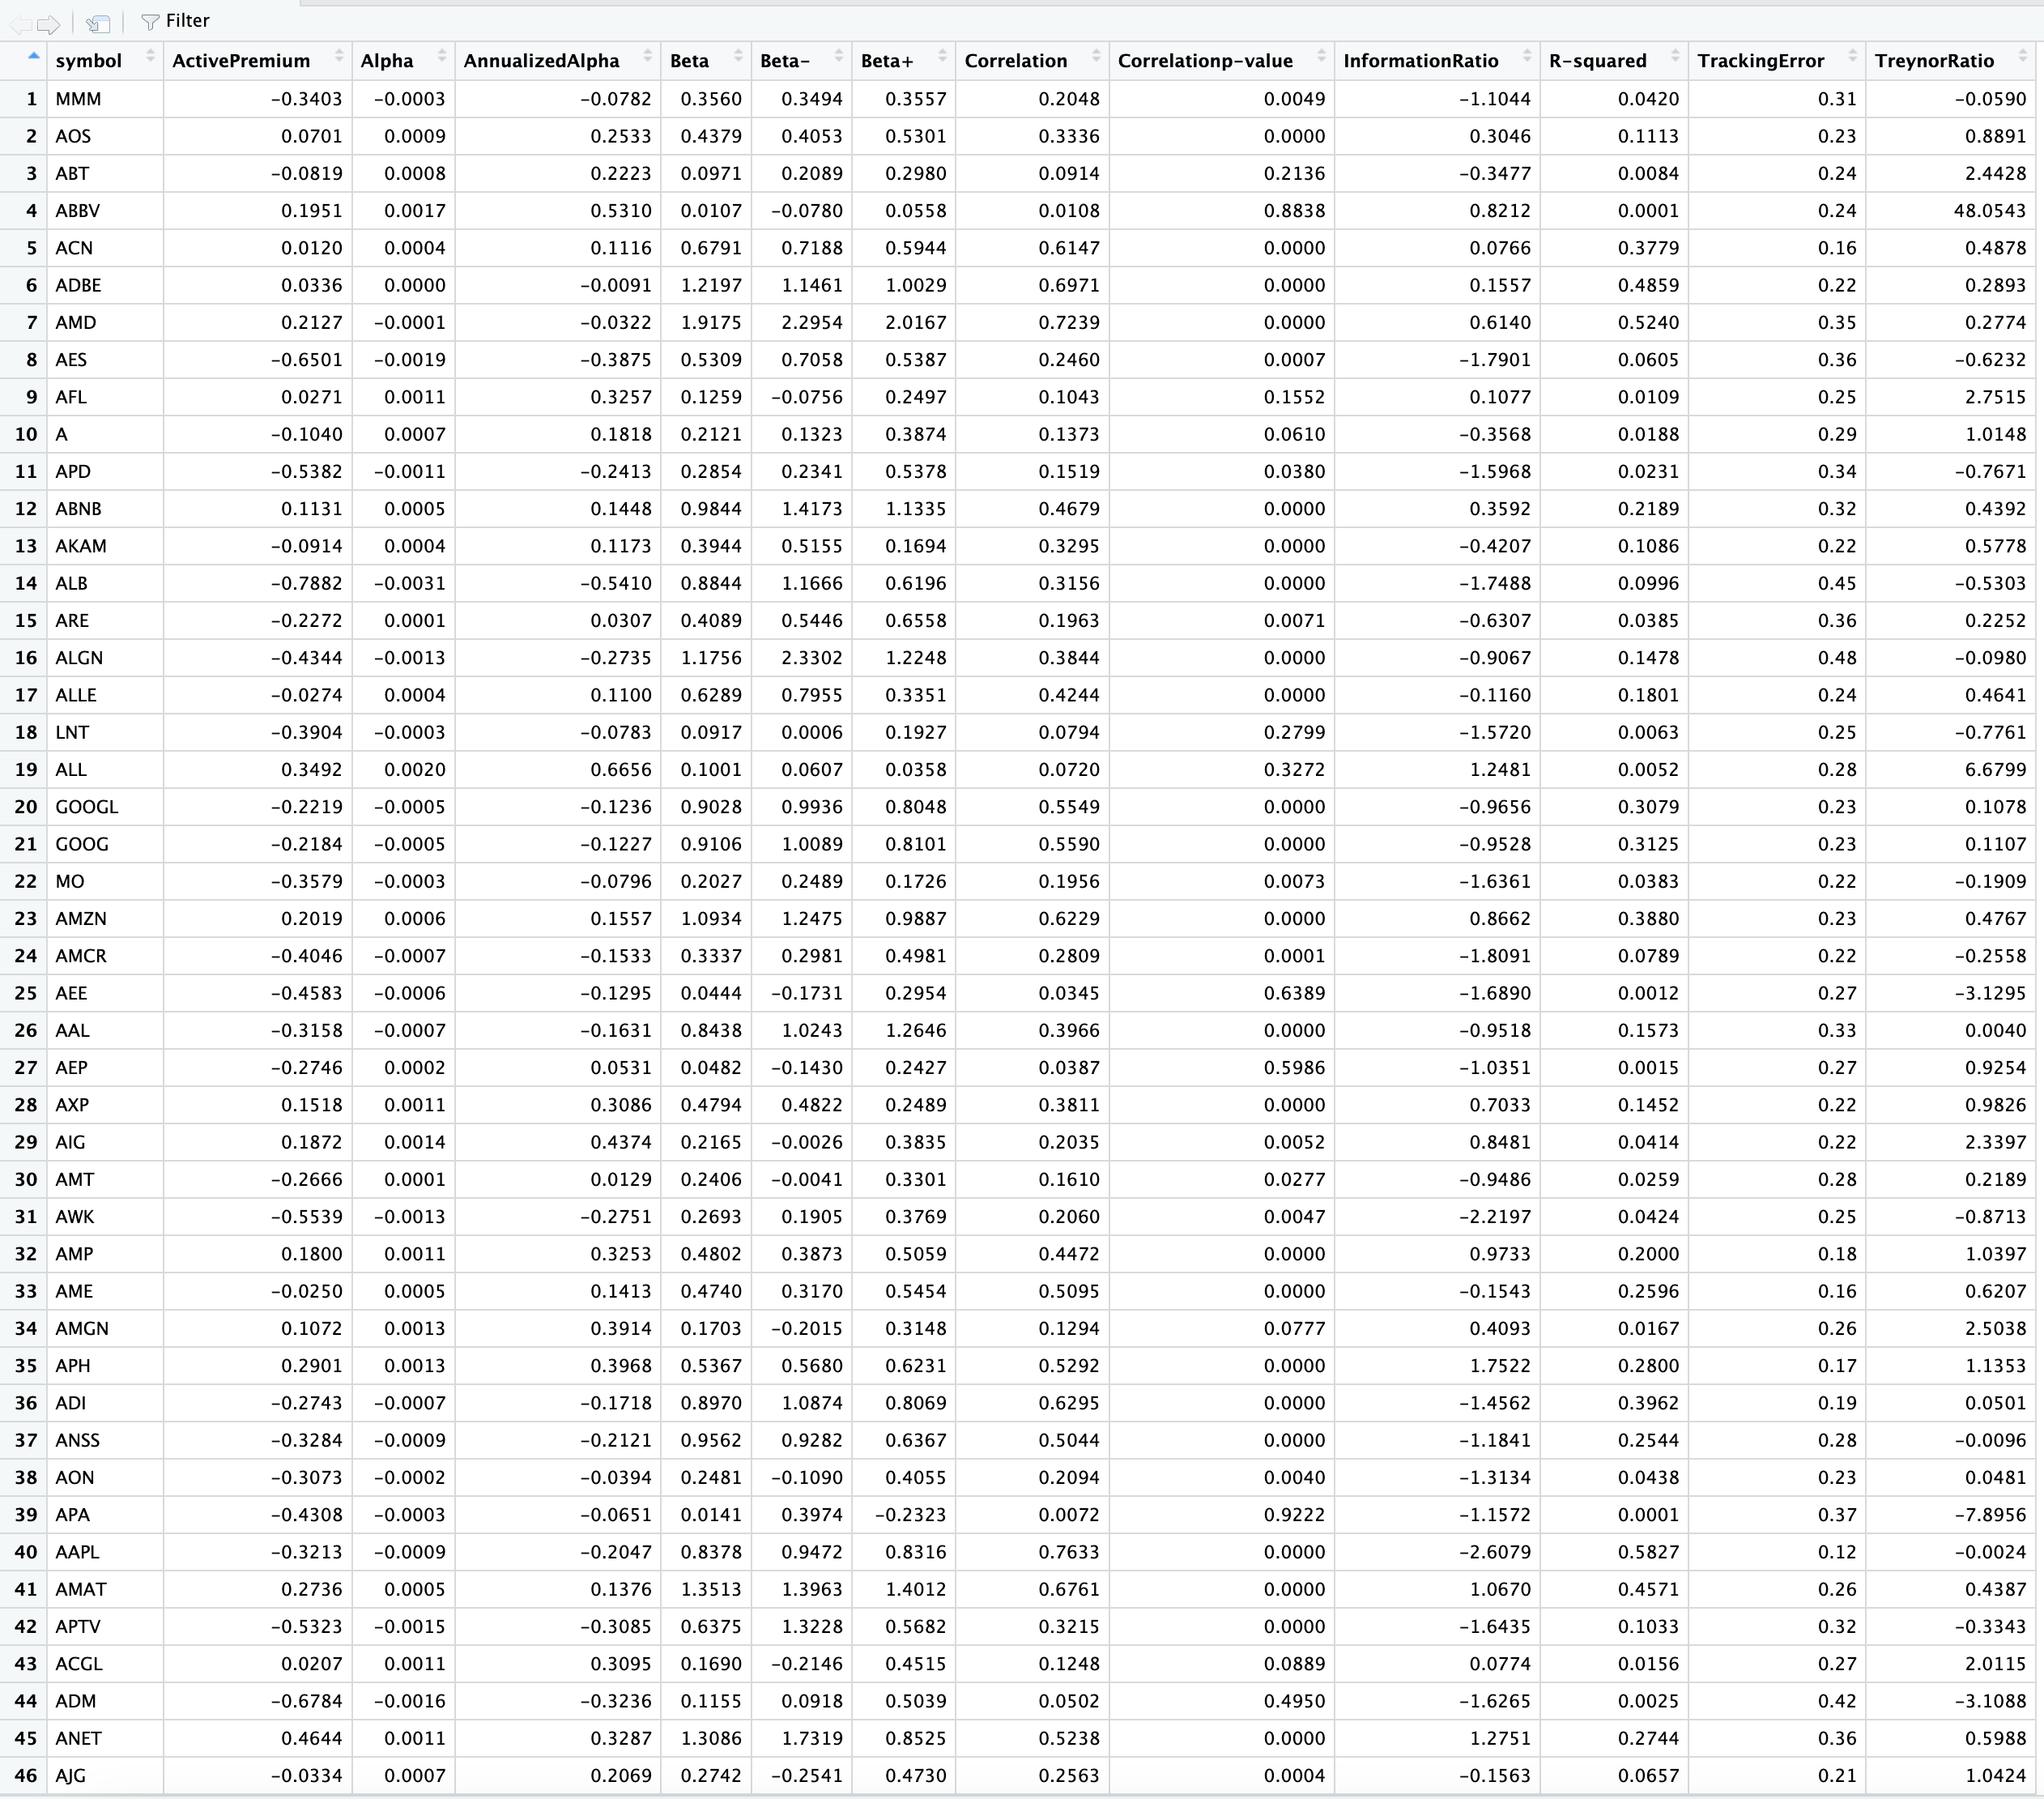 Filter
symbol ActivePremium Alpha AnnualizedAlpha Beta Beta- Beta+ Correlation Correlationp-value InformationRatio R-squared TrackingError TreynorRatio
1 MMM -0.3403 -0.0003 -0.0782 0.3560 0.3494 0.3557 0.2048 0.0049 -1.1044 0.0420 0.31 -0.0590
2 AOS 0.0701 0.0009 0.2533 0.4379 0.4053 0.5301 0.3336 0.0000 0.3046 0.1113 0.23 0.8891
3 ABT -0.0819 0.0008 0.2223 0.0971 0.2089 0.2980 0.0914 0.2136 -0.3477 0.0084 0.24 2.4428
4 ABBV 0.1951 0.0017 0.5310 0.0107 -0.0780 0.0558 0.0108 0.8838 0.8212 0.0001 0.24 48.0543
5 ACN 0.0120 0.0004 0.1116 0.6791 0.7188 0.5944 0.6147 0.0000 0.0766 0.3779 0.16 0.4878
6 ADBE 0.0336 0.0000 -0.0091 1.2197 1.1461 1.0029 0.6971 0.0000 0.1557 0.4859 0.22 0.2893
7 AMD 0.2127 -0.0001 -0.0322 1.9175 2.2954 2.0167 0.7239 0.0000 0.6140 0.5240 0.35 0.2774
8 AES -0.6501 -0.0019 -0.3875 0.5309 0.7058 0.5387 0.2460 0.0007 -1.7901 0.0605 0.36 -0.6232
9 AFL 0.0271 0.0011 0.3257 0.1259 -0.0756 0.2497 0.1043 0.1552 0.1077 0.0109 0.25 2.7515
10 A -0.1040 0.0007 0.1818 0.2121 0.1323 0.3874 0.1373 0.0610 -0.3568 0.0188 0.29 1.0148
11 APD -0.5382 -0.0011 -0.2413 0.2854 0.2341 0.5378 0.1519 0.0380 -1.5968 0.0231 0.34 -0.7671
12 ABNB 0.1131 0.0005 0.1448 0.9844 1.4173 1.1335 0.4679 0.0000 0.3592 0.2189 0.32 0.4392
13 AKAM -0.0914 0.0004 0.1173 0.3944 0.5155 0.1694 0.3295 0.0000 -0.4207 0.1086 0.22 0.5778
14 ALB -0.7882 -0.0031 -0.5410 0.8844 1.1666 0.6196 0.3156 0.0000 -1.7488 0.0996 0.45 -0.5303
15 ARE -0.2272 0.0001 0.0307 0.4089 0.5446 0.6558 0.1963 0.0071 -0.6307 0.0385 0.36 0.2252
16 ALGN -0.4344 -0.0013 -0.2735 1.1756 2.3302 1.2248 0.3844 0.0000 -0.9067 0.1478 0.48 -0.0980
17 ALLE -0.0274 0.0004 0.1100 0.6289 0.7955 0.3351 0.4244 0.0000 -0.1160 0.1801 0.24 0.4641
18 LNT -0.3904 -0.0003 -0.0783 0.0917 0.0006 0.1927 0.0794 0.2799 -1.5720 0.0063 0.25 -0.7761
19 ALL 0.3492 0.0020 0.6656 0.1001 0.0607 0.0358 0.0720 0.3272 1.2481 0.0052 0.28 6.6799
20 GOOGL -0.2219 -0.0005 -0.1236 0.9028 0.9936 0.8048 0.5549 0.0000 -0.9656 0.3079 0.23 0.1078
21 GOOG -0.2184 -0.0005 -0.1227 0.9106 1.0089 0.8101 0.5590 0.0000 -0.9528 0.3125 0.23 0.1107
22 MO -0.3579 -0.0003 -0.0796 0.2027 0.2489 0.1726 0.1956 0.0073 -1.6361 0.0383 0.22 -0.1909
23 AMZN 0.2019 0.0006 0.1557 1.0934 1.2475 0.9887 0.6229 0.0000 0.8662 0.3880 0.23 0.4767
24 AMCR -0.4046 -0.0007 -0.1533 0.3337 0.2981 0.4981 0.2809 0.0001 -1.8091 0.0789 0.22 -0.2558
25 AEE -0.4583 -0.0006 -0.1295 0.0444 -0.1731 0.2954 0.0345 0.6389 -1.6890 0.0012 0.27 -3.1295
26 AAL -0.3158 -0.0007 -0.1631 0.8438 1.0243 1.2646 0.3966 0.0000 -0.9518 0.1573 0.33 0.0040
27 AEP -0.2746 0.0002 0.0531 0.0482 -0.1430 0.2427 0.0387 0.5986 -1.0351 0.0015 0.27 0.9254
28 AXP 0.1518 0.0011 0.3086 0.4794 0.4822 0.2489 0.3811 0.0000 0.7033 0.1452 0.22 0.9826
29 AIG 0.1872 0.0014 0.4374 0.2165 -0.0026 0.3835 0.2035 0.0052 0.8481 0.0414 0.22 2.3397
30 AMT -0.2666 0.0001 0.0129 0.2406 -0.0041 0.3301 0.1610 0.0277 -0.9486 0.0259 0.28 0.2189
31 AWK -0.5539 -0.0013 -0.2751 0.2693 0.1905 0.3769 0.2060 0.0047 -2.2197 0.0424 0.25 -0.8713
32 AMP 0.1800 0.0011 0.3253 0.4802 0.3873 0.5059 0.4472 0.0000 0.9733 0.2000 0.18 1.0397
33 AME -0.0250 0.0005 0.1413 0.4740 0.3170 0.5454 0.5095 0.0000 -0.1543 0.2596 0.16 0.6207
34 AMGN 0.1072 0.0013 0.3914 0.1703 -0.2015 0.3148 0.1294 0.0777 0.4093 0.0167 0.26 2.5038
35 APH 0.2901 0.0013 0.3968 0.5367 0.5680 0.6231 0.5292 0.0000 1.7522 0.2800 0.17 1.1353
36 ADI -0.2743 -0.0007 -0.1718 0.8970 1.0874 0.8069 0.6295 0.0000 -1.4562 0.3962 0.19 0.0501
37 ANSS -0.3284 -0.0009 -0.2121 0.9562 0.9282 0.6367 0.5044 0.0000 -1.1841 0.2544 0.28 -0.0096
38 AON -0.3073 -0.0002 -0.0394 0.2481 -0.1090 0.4055 0.2094 0.0040 -1.3134 0.0438 0.23 0.0481
39 APA -0.4308 -0.0003 -0.0651 0.0141 0.3974 -0.2323 0.0072 0.9222 -1.1572 0.0001 0.37 -7.8956
40 AAPL -0.3213 -0.0009 -0.2047 0.8378 0.9472 0.8316 0.7633 0.0000 -2.6079 0.5827 0.12 -0.0024
41 AMAT 0.2736 0.0005 0.1376 1.3513 1.3963 1.4012 0.6761 0.0000 1.0670 0.4571 0.26 0.4387
42 APTV -0.5323 -0.0015 -0.3085 0.6375 1.3228 0.5682 0.3215 0.0000 -1.6435 0.1033 0.32 -0.3343
43 ACGL 0.0207 0.0011 0.3095 0.1690 -0.2146 0.4515 0.1248 0.0889 0.0774 0.0156 0.27 2.0115
44 ADM -0.6784 -0.0016 -0.3236 0.1155 0.0918 0.5039 0.0502 0.4950 -1.6265 0.0025 0.42 -3.1088
45 ANET 0.4644 0.0011 0.3287 1.3086 1.7319 0.8525 0.5238 0.0000 1.2751 0.2744 0.36 0.5988
46 AJG -0.0334 0.0007 0.2069 0.2742 -0.2541 0.4730 0.2563 0.0004 -0.1563 0.0657 0.21 1.0424